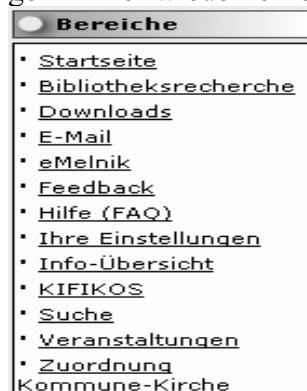 Bereiche
· Startseite
· Bibliotheksrecherche
· Downloads
· E-Mail
· eMelnik
· Feedback
· Hilfe (FAQ)
· Ihre Einstellungen
· Info-Übersicht
· KIFIKOS
· Suche
· Veranstaltungen
· Zuordnung
Kommune-Kirche